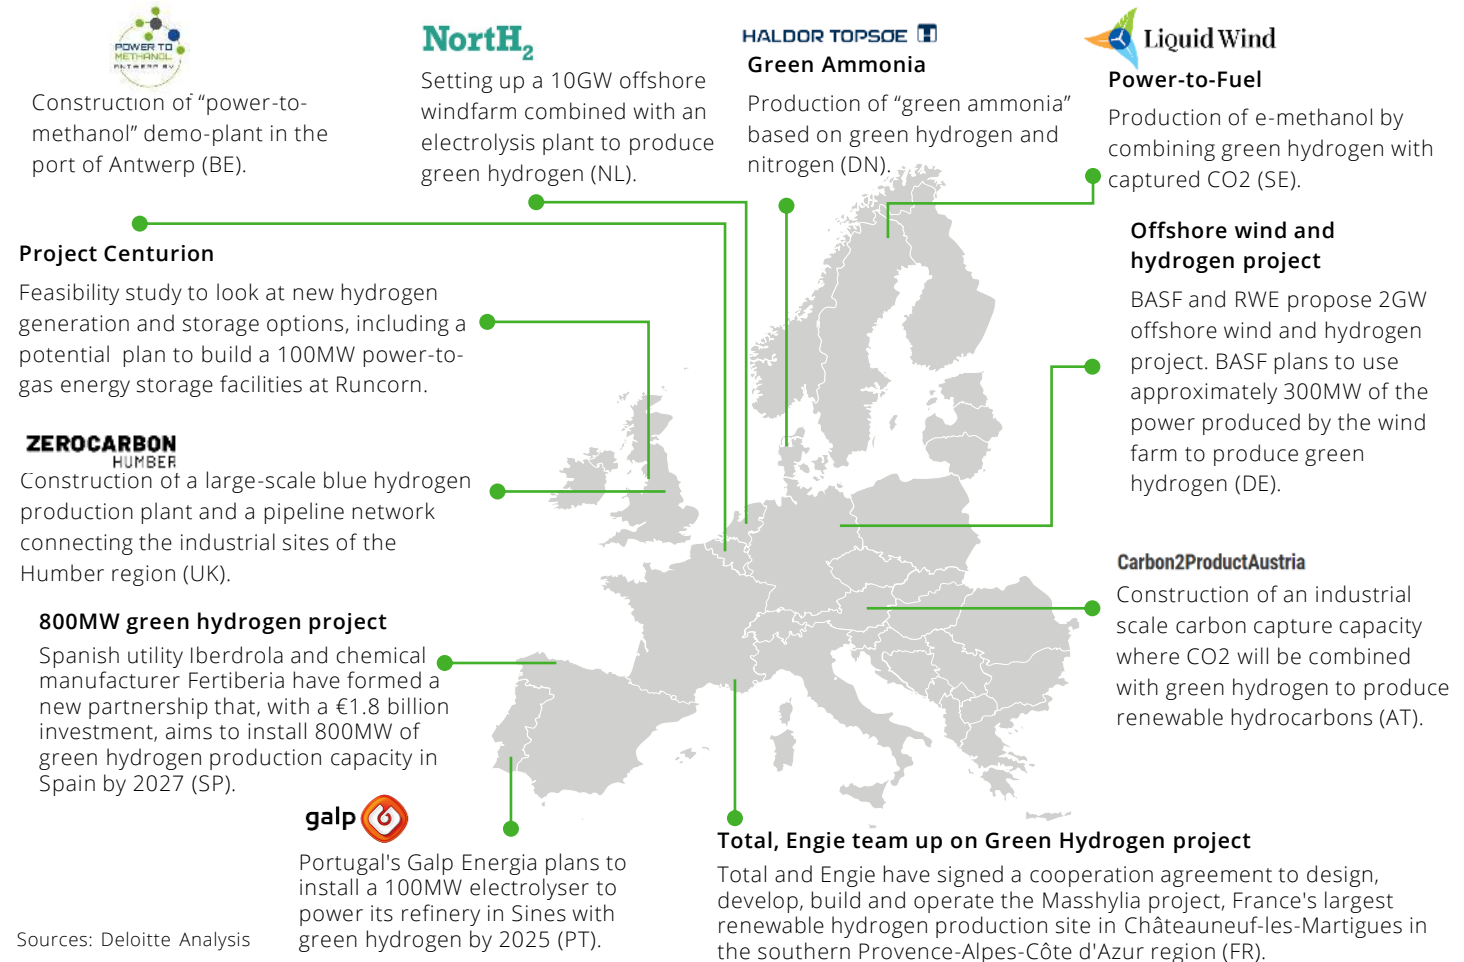 POWER TO
METHANOL
ANTWERP BV
Construction of “power-to-
methanol” demo-plant in the
port of Antwerp (BE).
NortH2
Setting up a 10GW offshore
windfarm combined with an
electrolysis plant to produce
green hydrogen (NL).
HALDOR TOPSØE
Green Ammonia
Production of “green ammonia”
based on green hydrogen and
nitrogen (DN).
Liquid Wind
Power-to-Fuel
Production of e-methanol by
combining green hydrogen with
captured CO2 (SE).
Project Centurion
Feasibility study to look at new hydrogen
generation and storage options, including a
potential plan to build a 100MW power-to-
gas energy storage facilities at Runcorn.
Offshore wind and
hydrogen project
BASF and RWE propose 2GW
offshore wind and hydrogen
project. BASF plans to use
approximately 300MW of the
power produced by the wind
farm to produce green
hydrogen (DE).
ZEROCARBON
HUMBER
Construction of a large-scale blue hydrogen
production plant and a pipeline network
connecting the industrial sites of the
Humber region (UK).
Carbon2ProductAustria
Construction of an industrial
scale carbon capture capacity
where CO2 will be combined
with green hydrogen to produce
renewable hydrocarbons (AT).
800MW green hydrogen project
Spanish utility Iberdrola and chemical
manufacturer Fertiberia have formed a
new partnership that, with a €1.8 billion
investment, aims to install 800MW of
green hydrogen production capacity in
Spain by 2027 (SP).
galp
Portugal's Galp Energia plans to
install a 100MW electrolyser to
power its refinery in Sines with
green hydrogen by 2025 (PT).
Total, Engie team up on Green Hydrogen project
Total and Engie have signed a cooperation agreement to design,
develop, build and operate the Masshylia project, France's largest
renewable hydrogen production site in Châteauneuf-les-Martigues in
the southern Provence-Alpes-Côte d'Azur region (FR).
Sources: Deloitte Analysis